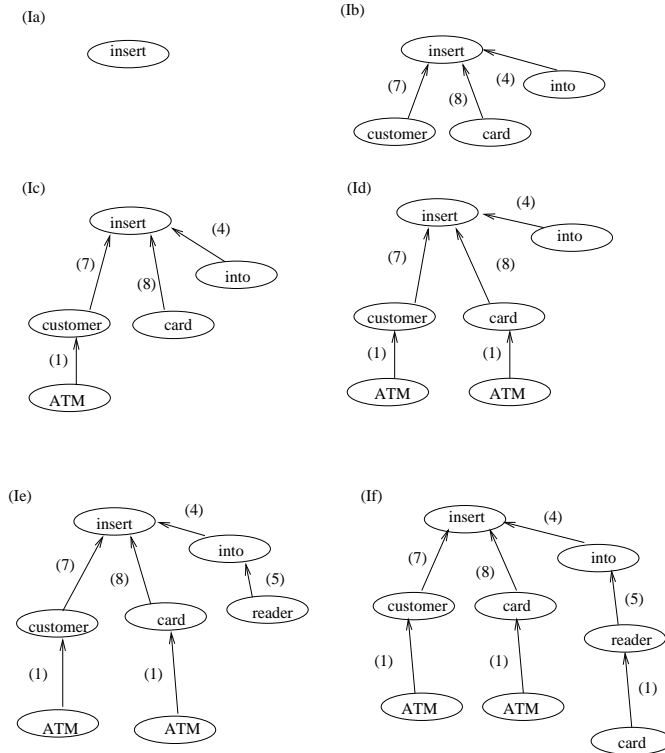 (Ia)
insert
(Ib)
insert
(7)
(8)
(4)
into
customer
card
(Ic)
insert
(4)
(7)
(8)
into
customer
card
(1)
ATM
(Id)
insert
(4)
into
(7)
(8)
customer
card
(1)
(1)
ATM
ATM
(Ie)
insert
(4)
into
(7)
(8)
(5)
reader
customer
card
(1)
(1)
ATM
ATM
(If)
insert
(4)
into
(7)
(8)
(5)
customer
card
reader
(1)
(1)
(1)
ATM
ATM
card